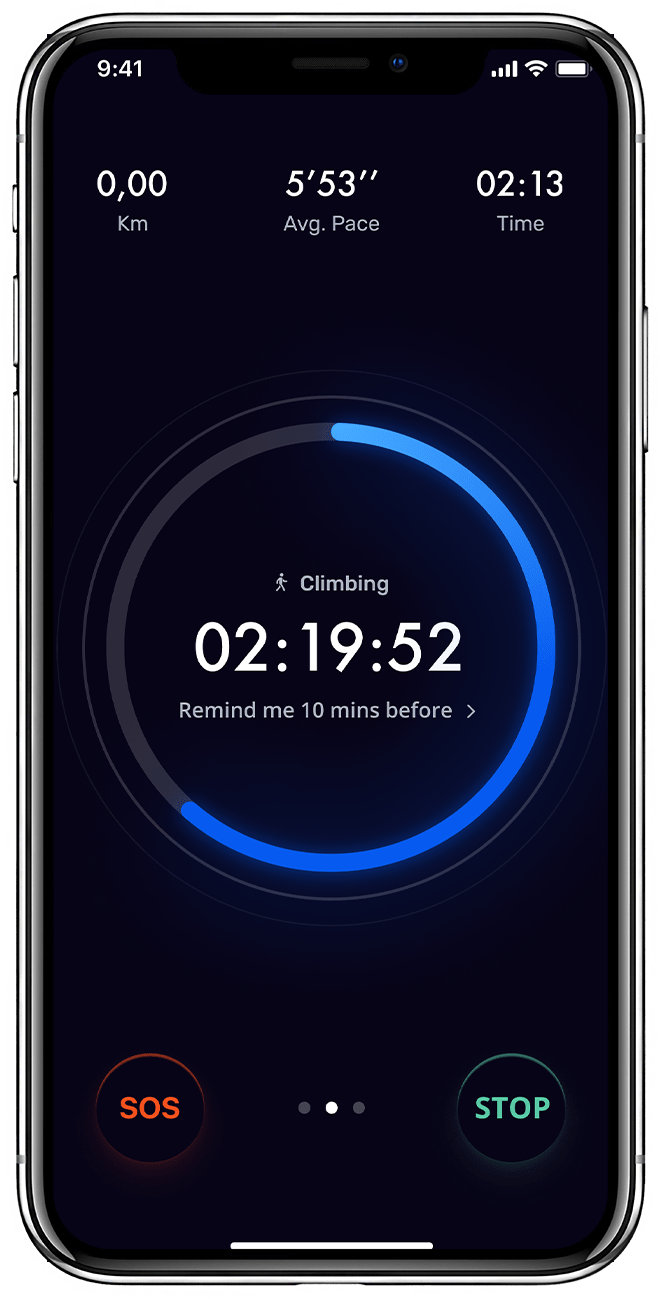 9:41
0,00 5’53’’ 02:13
Km Avg. Pace Time
Climbing
02:19:52
Remind me 10 mins before
SOS STOP